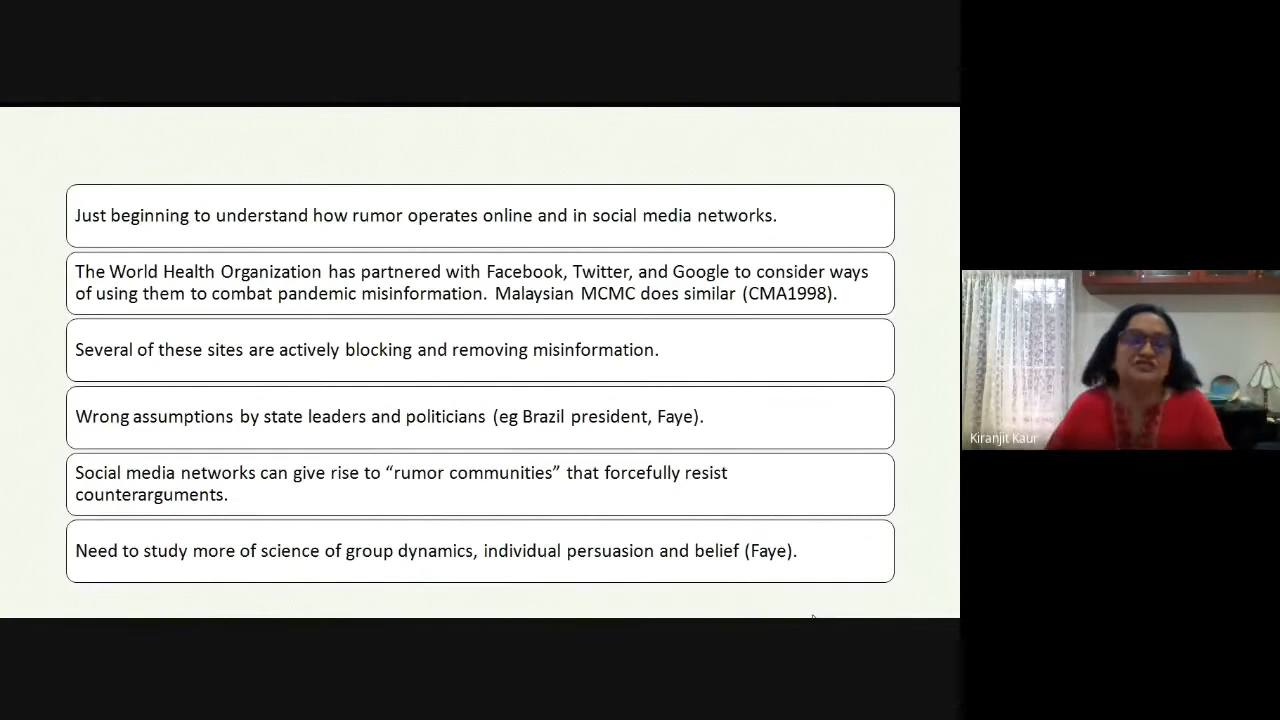 Just beginning to understand how rumor operates online and in social media networks.
The World Health Organization has partnered with Facebook, Twitter, and Google to consider ways
of using them to combat pandemic misinformation. Malaysian MCMC does similar (CMA1998).
Several of these sites are actively blocking and removing misinformation.
Wrong assumptions by state leaders and politicians (eg Brazil president, Faye).
Social media networks can give rise to “rumor communities” that forcefully resist
counterarguments.
Need to study more of science of group dynamics, individual persuasion and belief (Faye).
Kiranjit Kaur